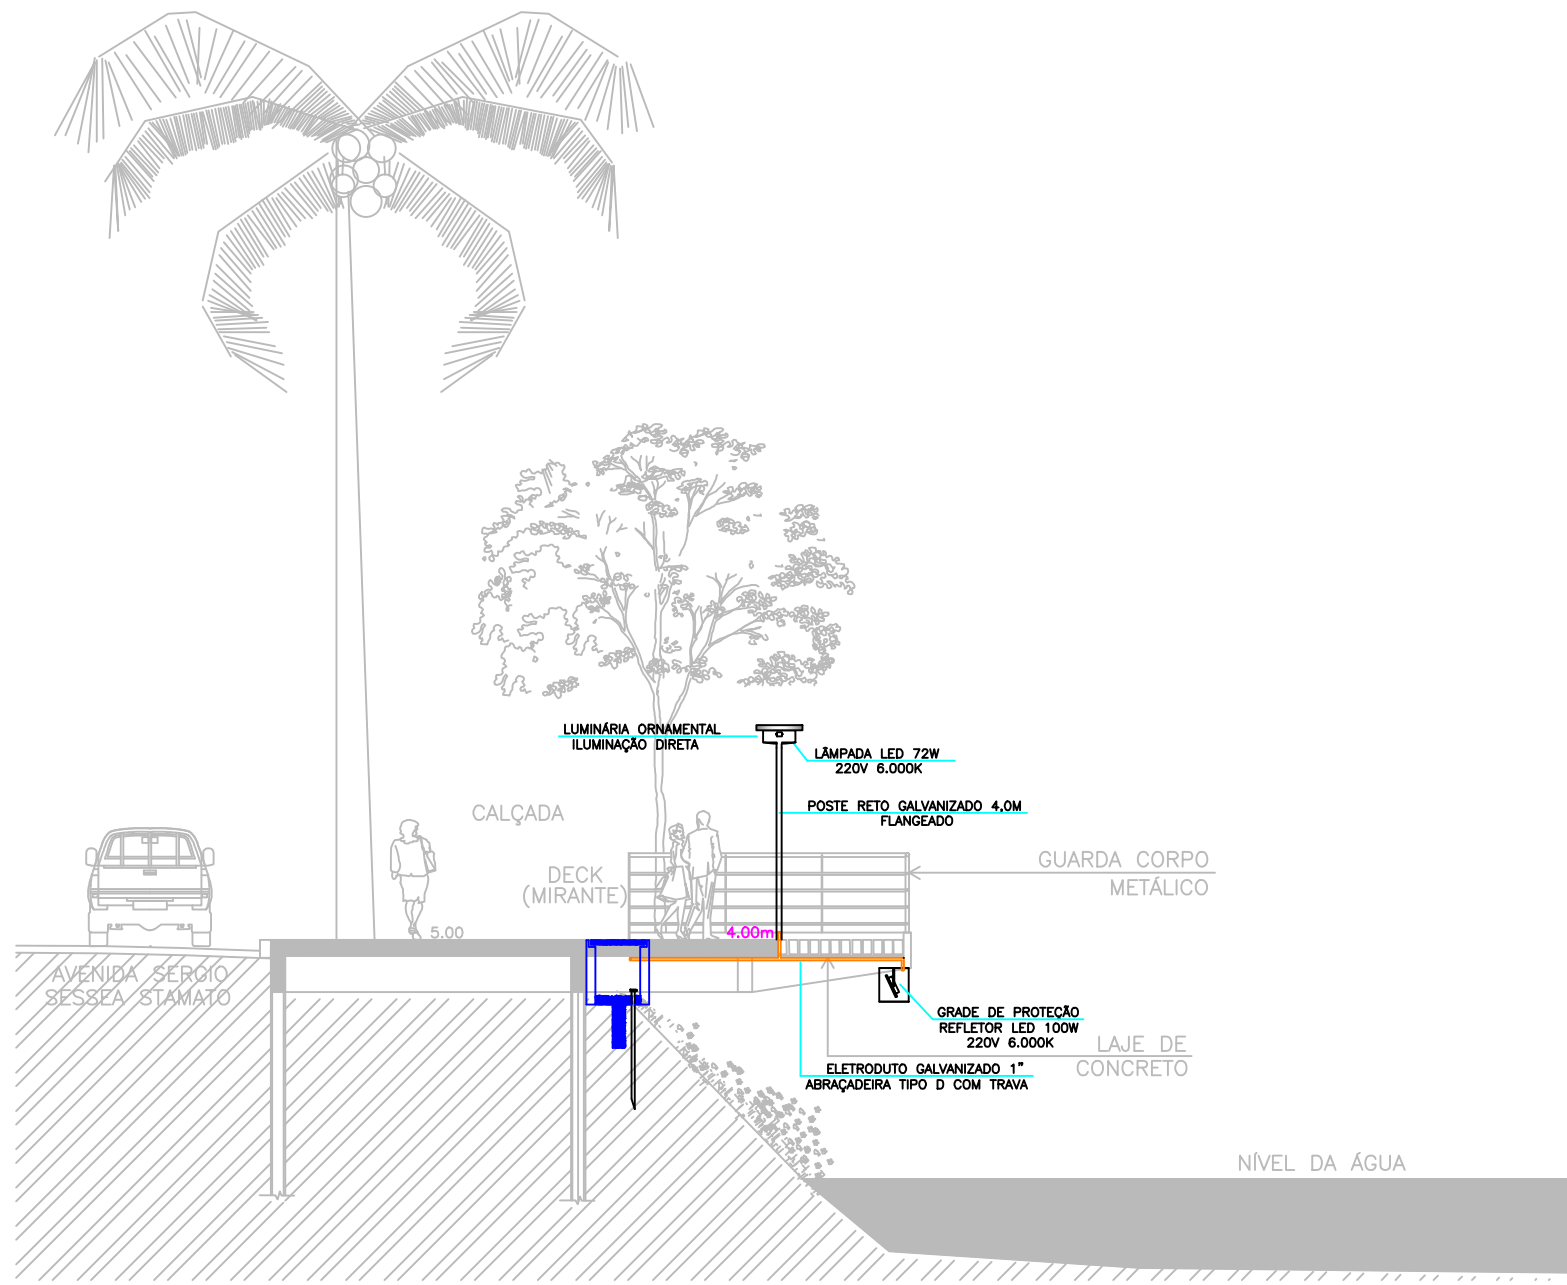 LUMINÁRIA ORNAMENTAL
ILUMINAÇÃO DIRETA
LÂMPADA LED 72W
220V 6.000K
POSTE RETO GALVANIZADO 4,0M
FLANGEADO
CALÇADA
DECK
(MIRANTE)
GUARDA CORPO
METÁLICO
5.00
4.00m
AVENIDA SERGIO
SESSEA STAMATO
GRADE DE PROTEÇÃO
REFLETOR LED 100W
220V 6.000K
LAJE DE
CONCRETO
ELETRODUTO GALVANIZADO 1"
ABRAÇADEIRA TIPO D COM TRAVA
NÍVEL DA ÁGUA